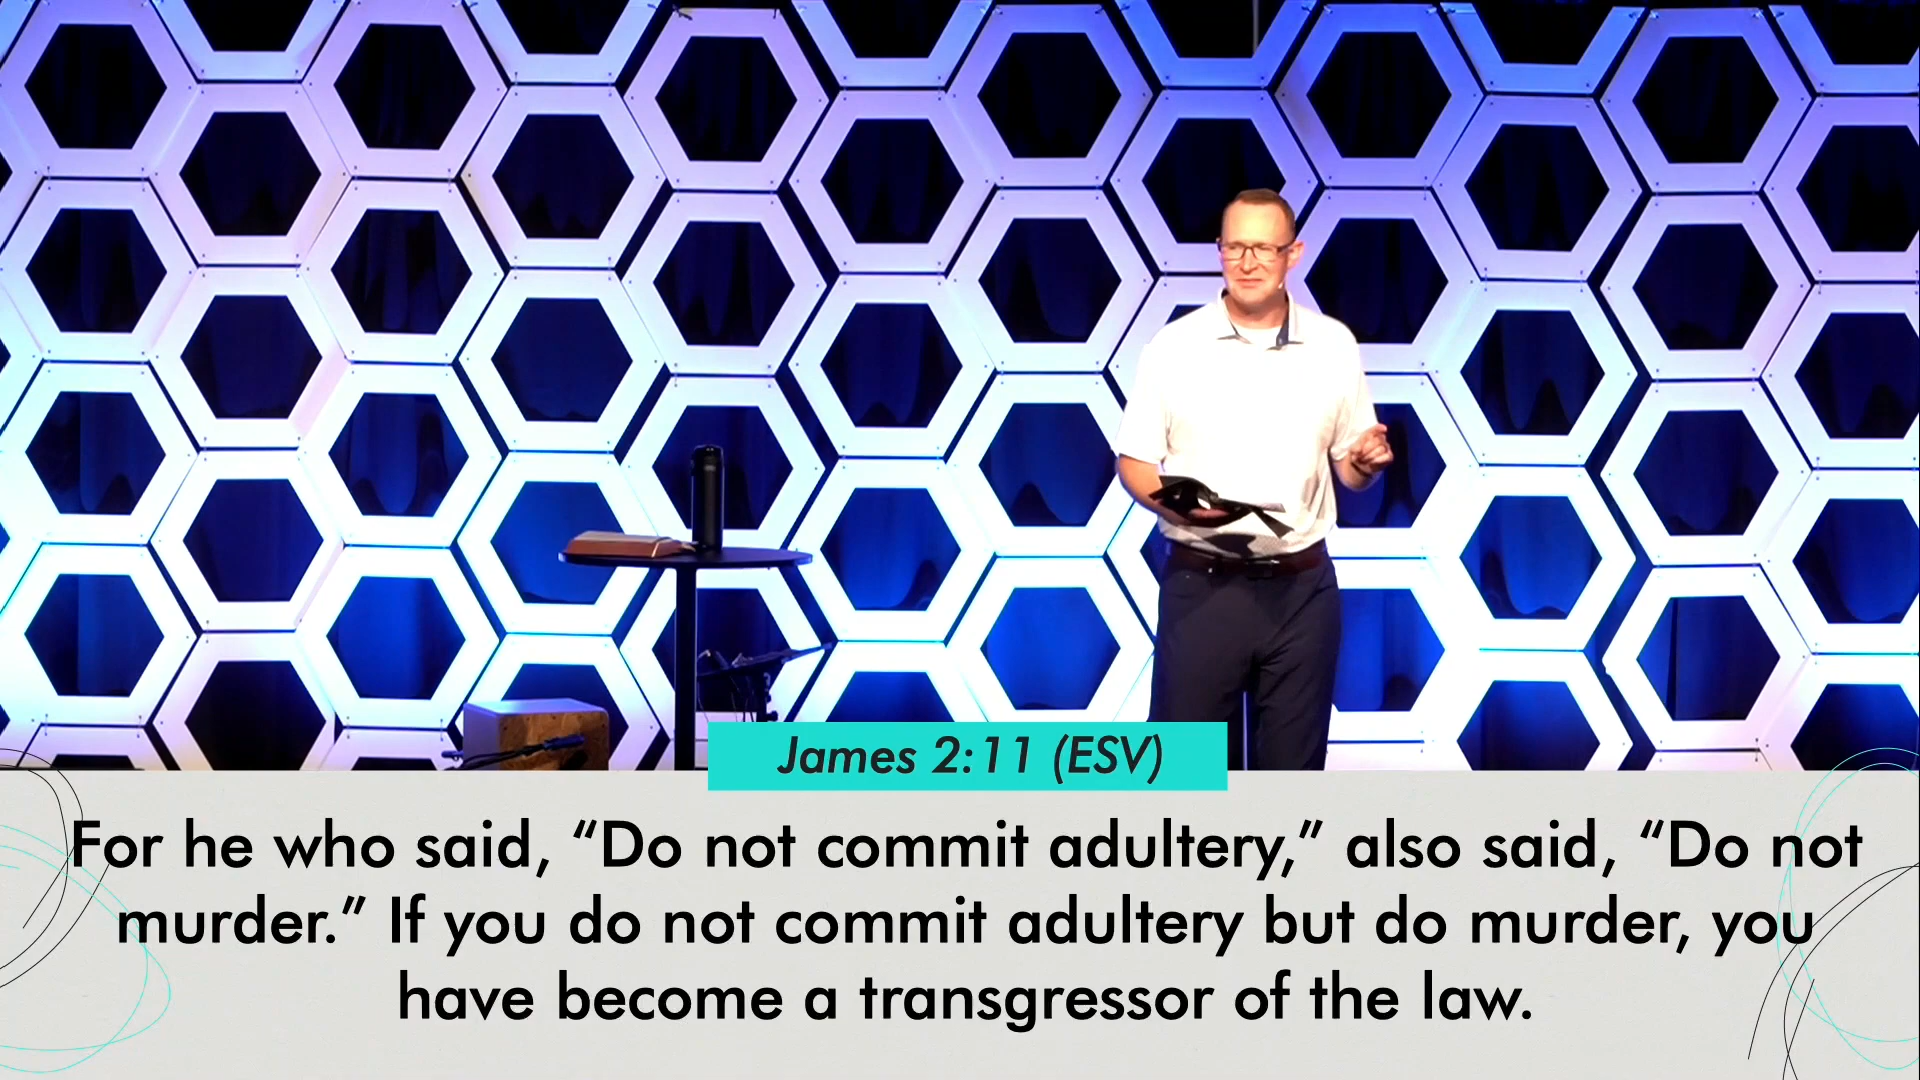 James 2:11 (ESV)
For he who said, “Do not commit adultery,” also said, “Do not
murder.” If you do not commit adultery but do murder, you
have become a transgressor of the law.